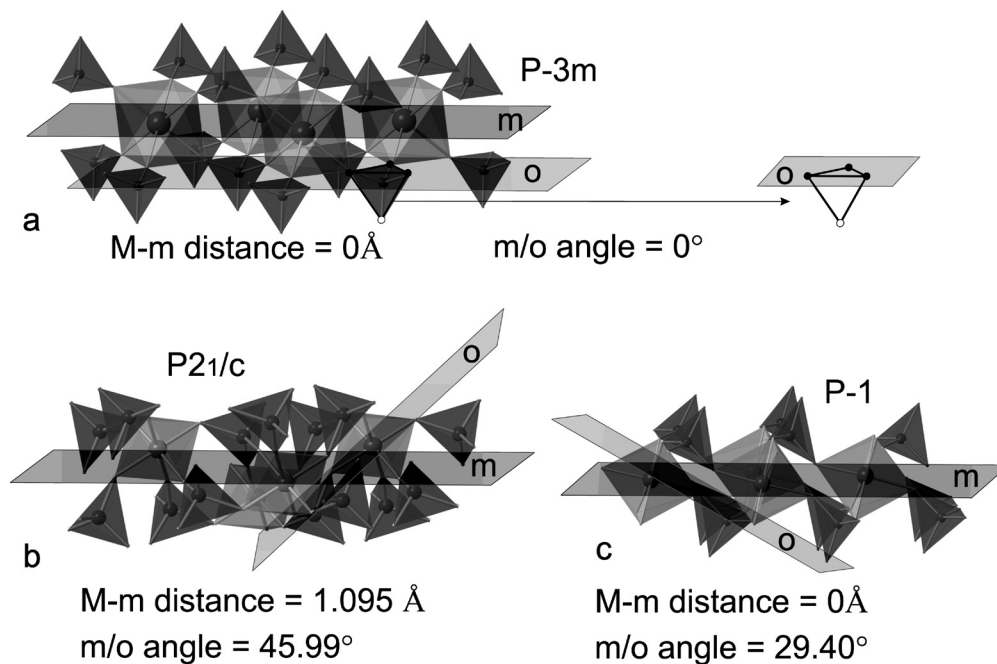 P-3m
m
o
o
a
M-m distance = 0Å
m/o angle = 0°
P21/c
o
m
b
M-m distance = 1.095 Å
m/o angle = 45.99°
P-1
m
o
c
M-m distance = 0Å
m/o angle = 29.40°